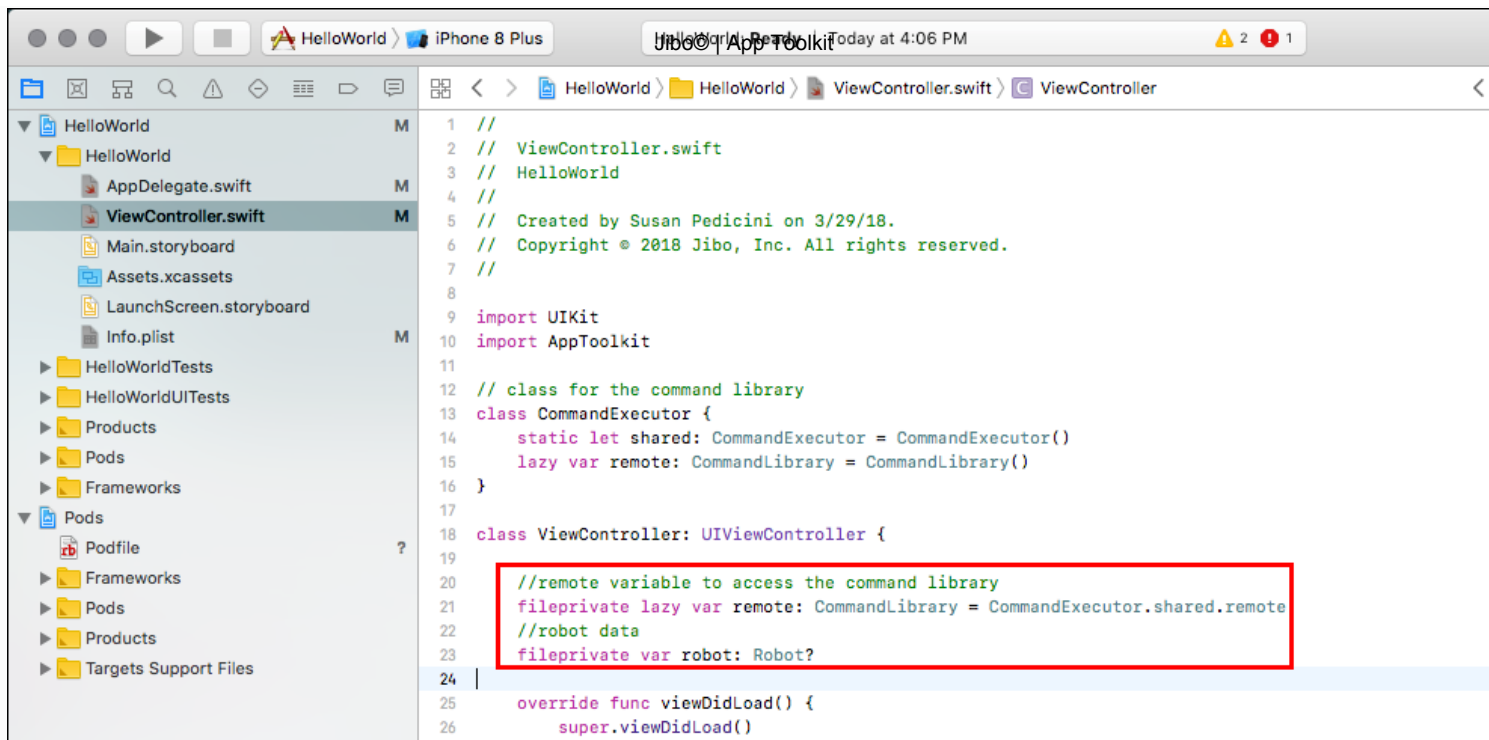 HelloWorld 〉 iPhone 8 Plus
HelloWorld: Ready | Today at 4:06 PM
Jibo© | App Toolkit
2 1
HelloWorld 〉 HelloWorld 〉 ViewController.swift 〉 C ViewController
HelloWorld M
HelloWorld
AppDelegate.swift M
ViewController.swift M
Main.storyboard
Assets.xcassets
LaunchScreen.storyboard
Info.plist M
HelloWorldTests
HelloWorldUITests
Products
Pods
Frameworks
Pods
Podfile ?
Frameworks
Pods
Products
Targets Support Files
1 //
2 //  ViewController.swift
3 //  HelloWorld
4 //
5 //  Created by Susan Pedicini on 3/29/18.
6 //  Copyright © 2018 Jibo, Inc. All rights reserved.
7 //
8
9 import UIKit
10 import AppToolkit
11
12 // class for the command library
13 class CommandExecutor {
14     static let shared: CommandExecutor = CommandExecutor()
15     lazy var remote: CommandLibrary = CommandLibrary()
16 }
17
18 class ViewController: UIViewController {
19
20     //remote variable to access the command library
21     fileprivate lazy var remote: CommandLibrary = CommandExecutor.shared.remote
22     //robot data
23     fileprivate var robot: Robot?
24
25     override func viewDidLoad() {
26         super.viewDidLoad()